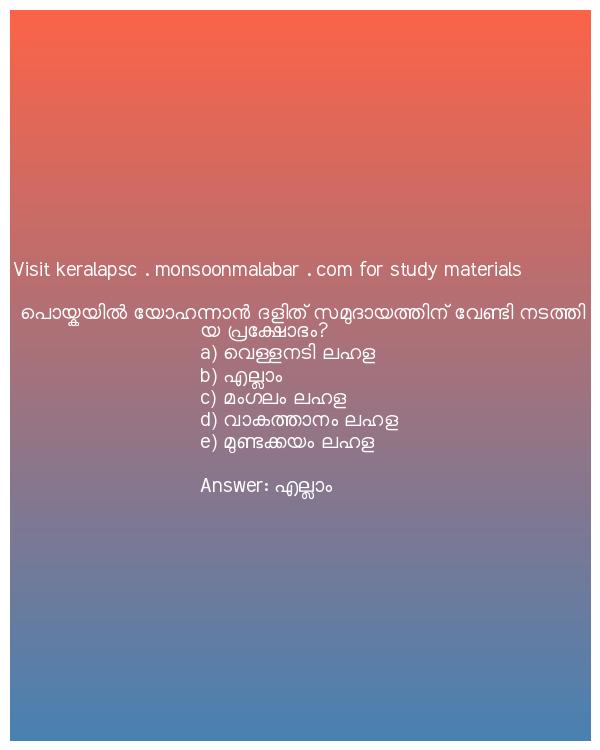 Visit keralapsc . monsoonmalabar . com for study materials
പൊയ്കയിൽ യോഹന്നാൻ ദളിത് സമുദായത്തിന് വേണ്ടി നടത്തി
യ പ്രക്ഷോഭം?
a) വെള്ളനടി ലഹള
b) എല്ലാം
c) മംഗലം ലഹള
d) വാകത്താനം ലഹള
e) മുണ്ടക്കയം ലഹള
Answer: എല്ലാം